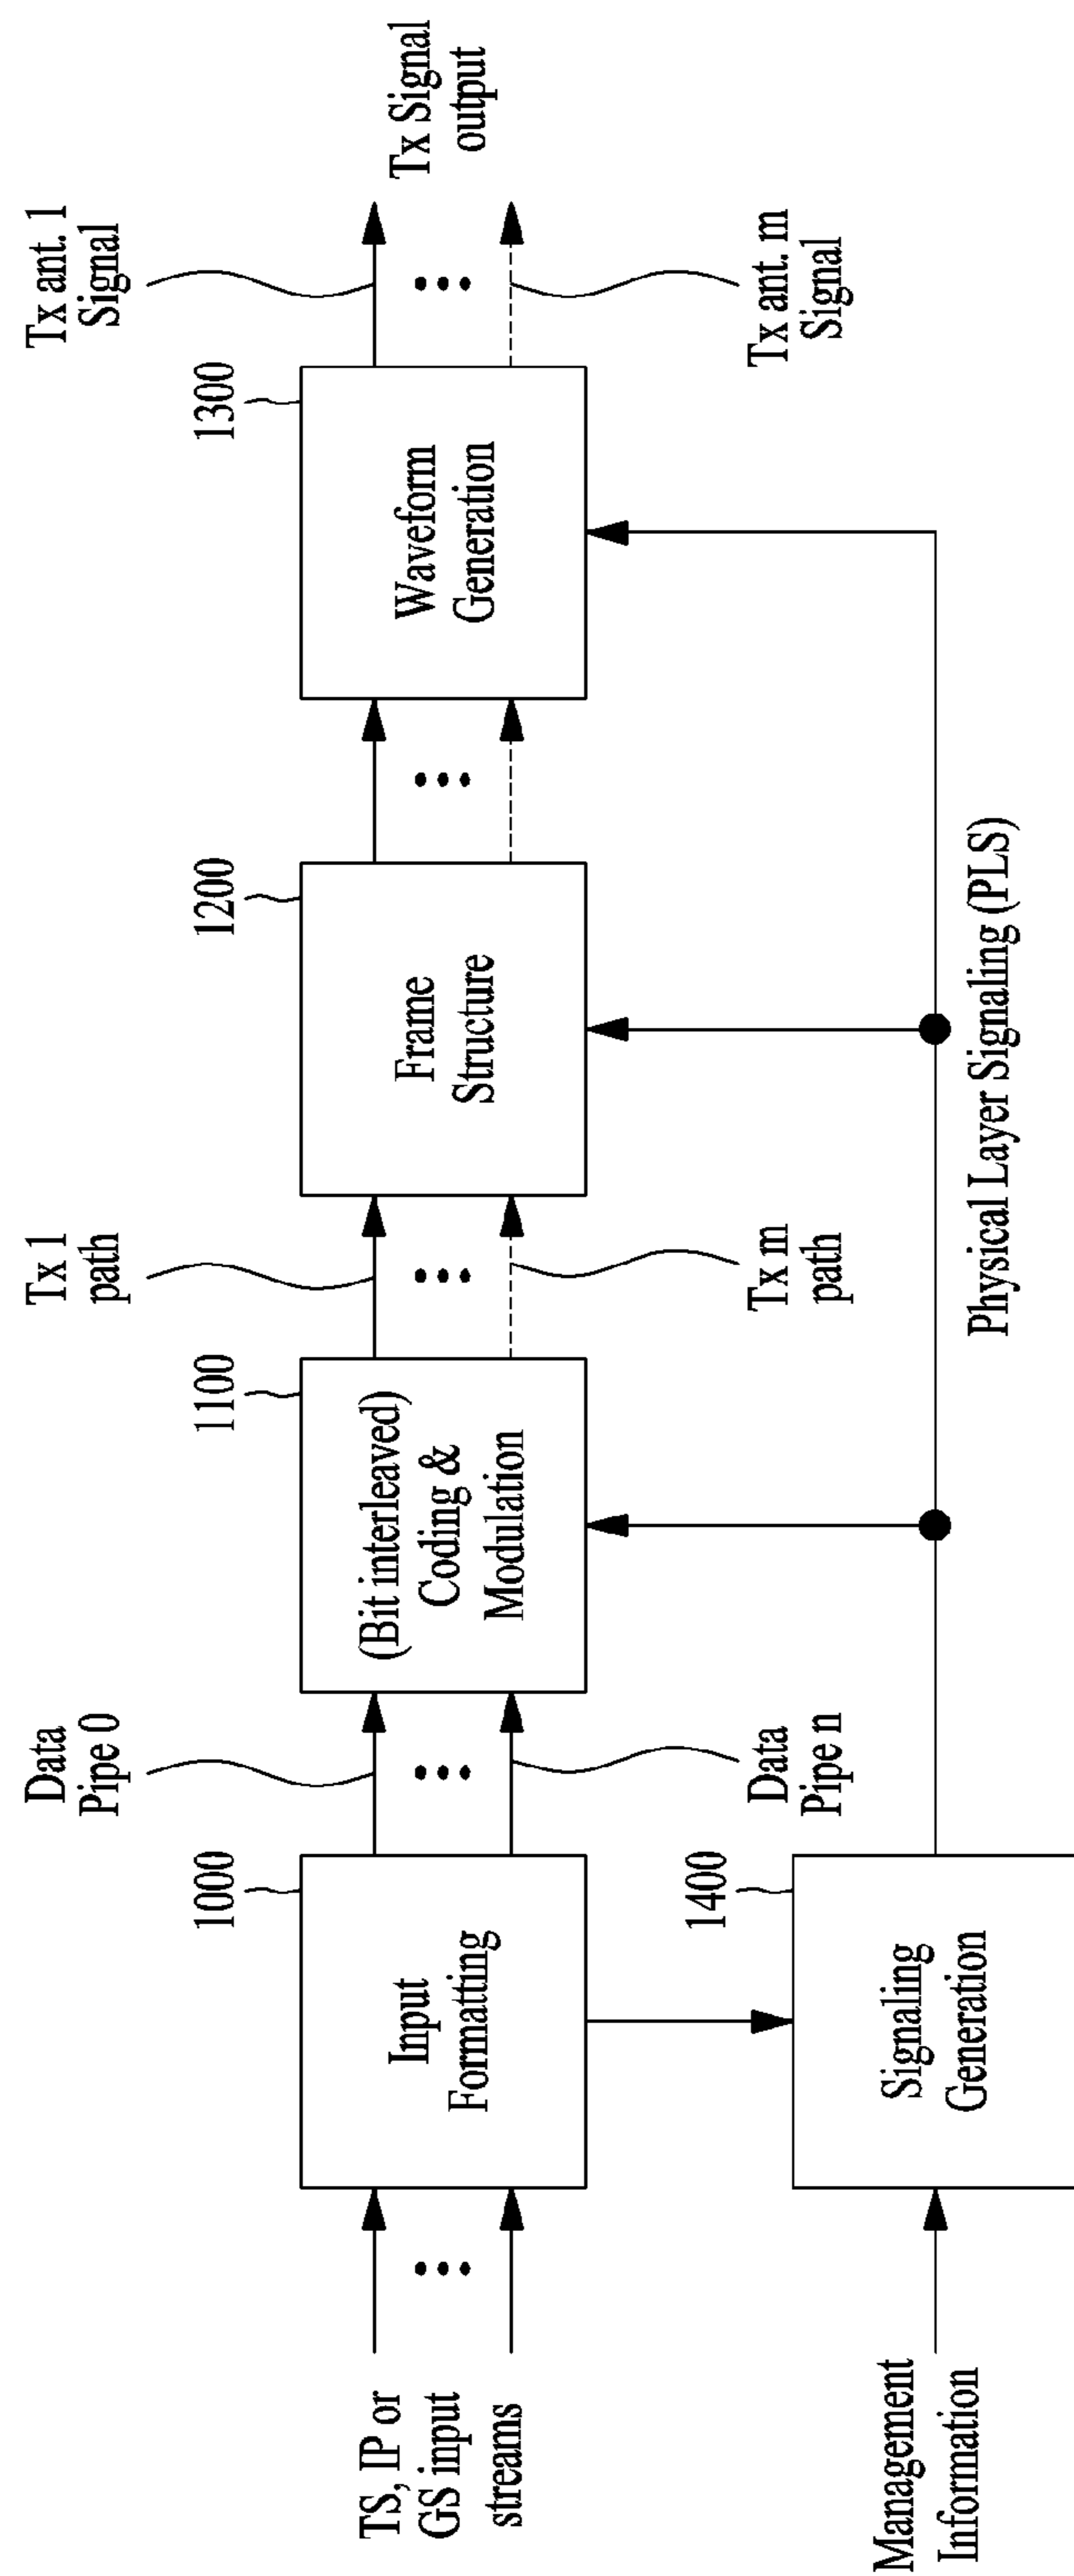 TS, IP or
GS input
streams
Management
Information
1000
Input
Formatting
1400
Signaling
Generation
Data
Pipe 0
Data
Pipe n
1100
(Bit interleaved)
Coding &
Modulation
Tx 1
path
Tx m
path
1200
Frame
Structure
Physical Layer Signaling (PLS)
1300
Waveform
Generation
Tx ant. 1
Signal
Tx ant. m
Signal
Tx Signal
output